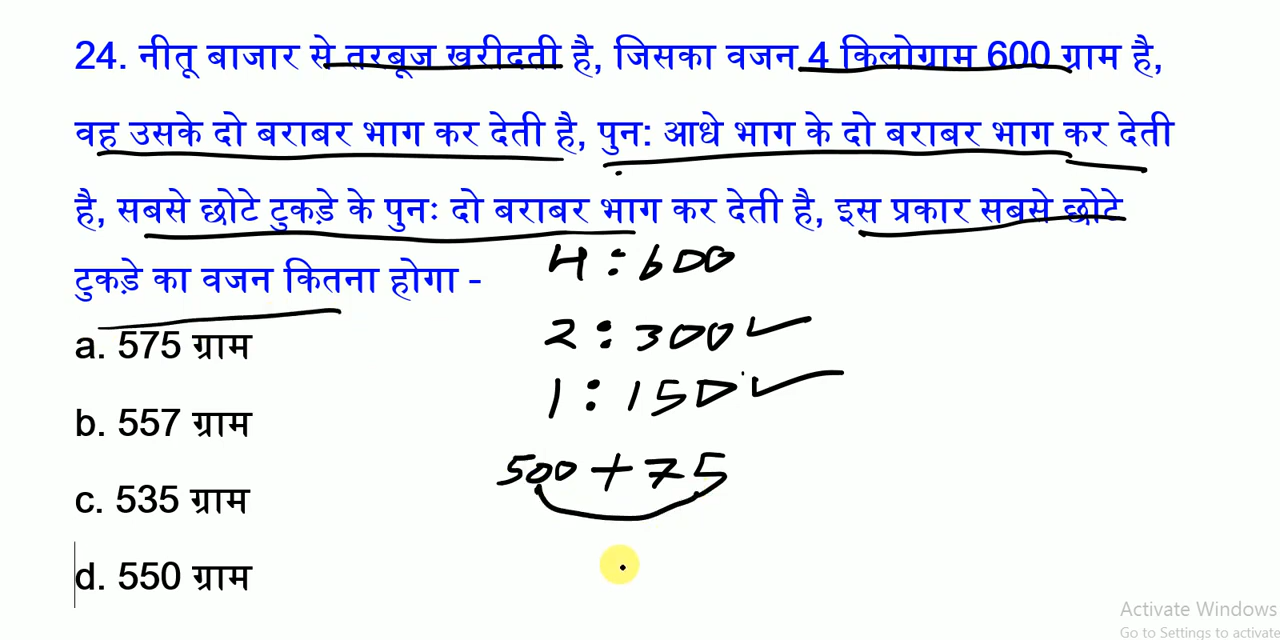 24. नीतू बाजार से तरबूज खरीदती है, जिसका वजन 4 किलोग्राम 600 ग्राम है,
वह उसके दो बराबर भाग कर देती है, पुन: आधे भाग के दो बराबर भाग कर देती
है, सबसे छोटे टुकड़े के पुनः दो बराबर भाग कर देती है, इस प्रकार सबसे छोटे
टुकड़े का वजन कितना होगा -
4 : 600
2 : 300
1 : 150
500 + 75
a. 575 ग्राम
b. 557 ग्राम
c. 535 ग्राम
d. 550 ग्राम
Activate Windows
Go to Settings to activate